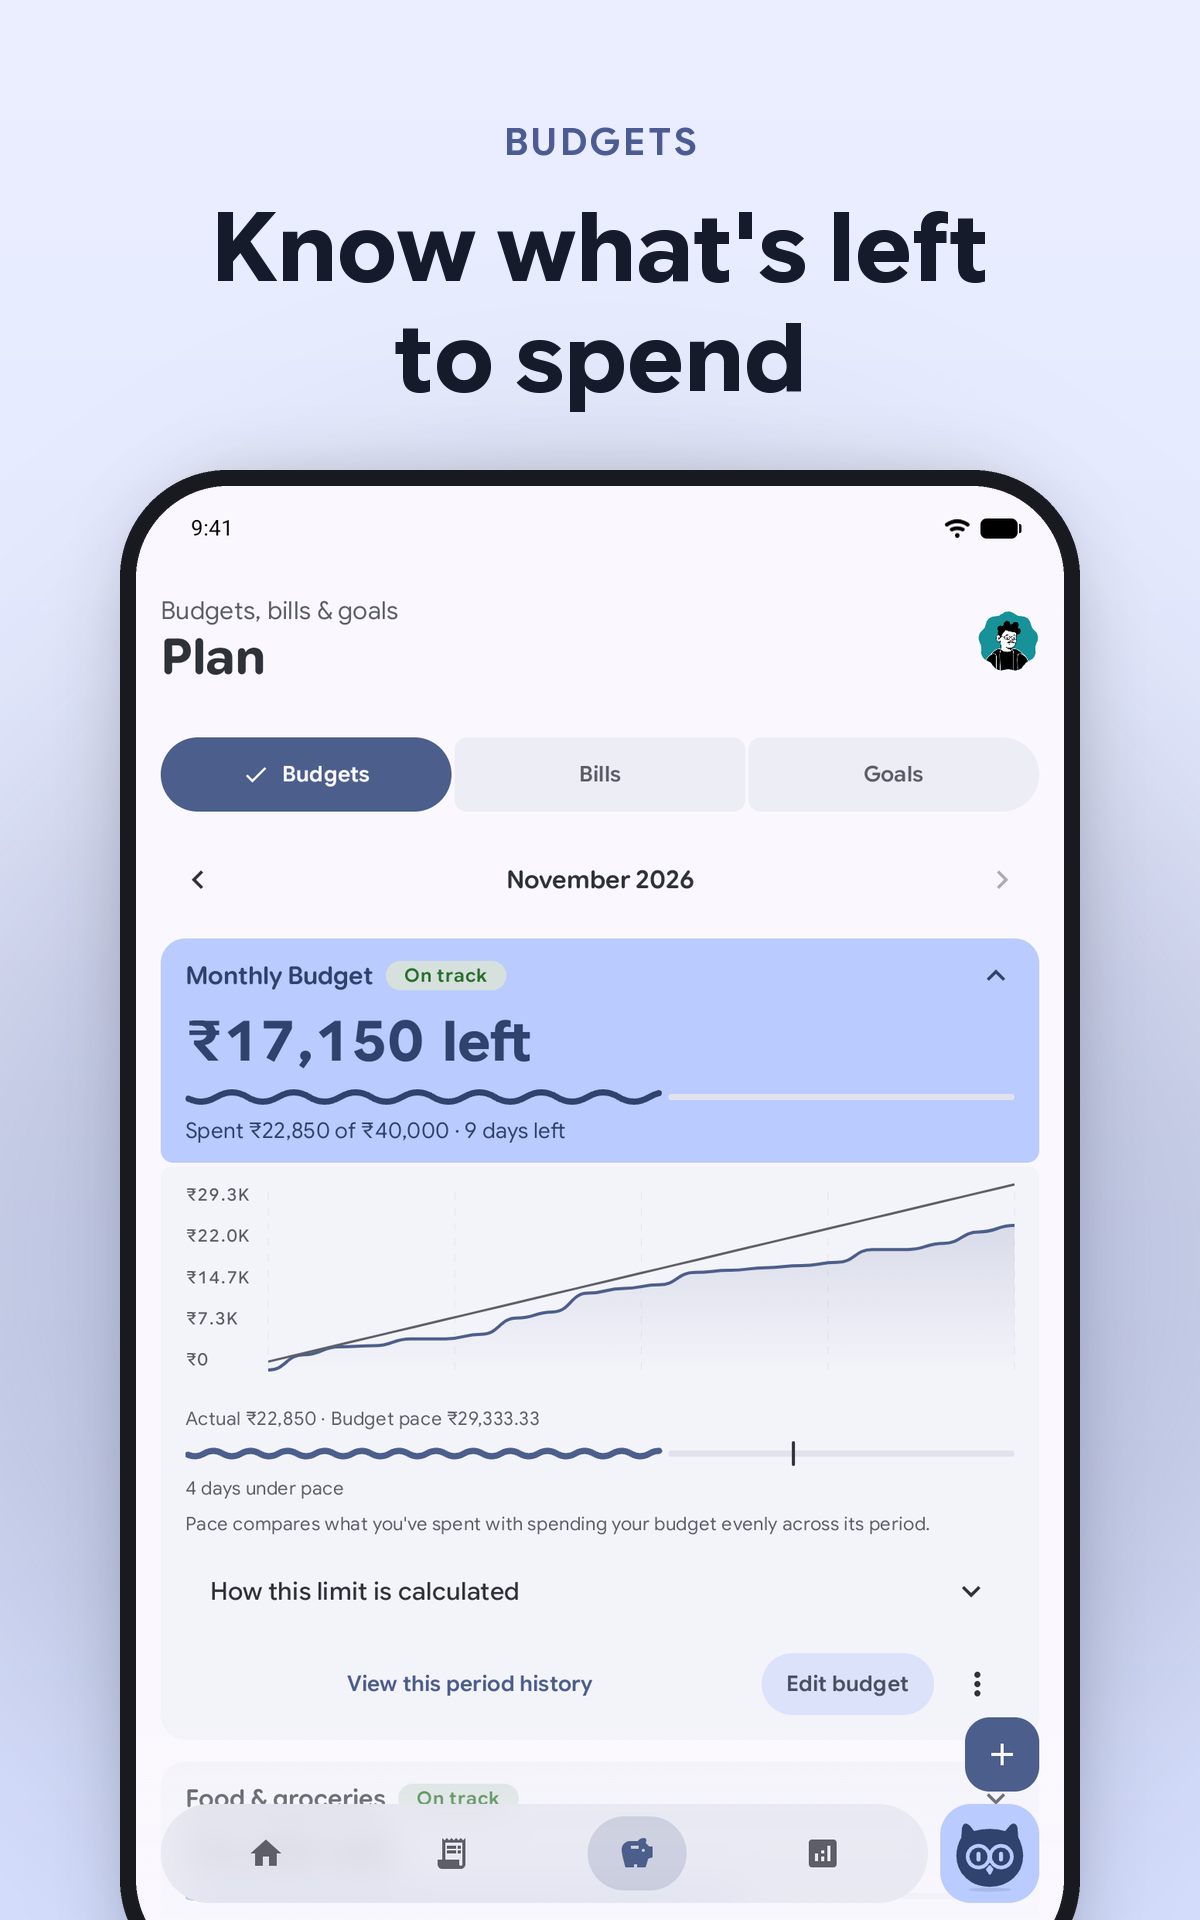 BUDGETS
Know what's left
to spend
9:41
Budgets, bills & goals
Plan
Budgets
Bills
Goals
November 2026
Monthly Budget
On track
₹17,150 left
Spent ₹22,850 of ₹40,000 · 9 days left
₹29.3K
₹22.0K
₹14.7K
₹7.3K
₹0
Actual ₹22,850 · Budget pace ₹29,333.33
4 days under pace
Pace compares what you've spent with spending your budget evenly across its period.
How this limit is calculated
View this period history
Edit budget
Food & groceries
On track